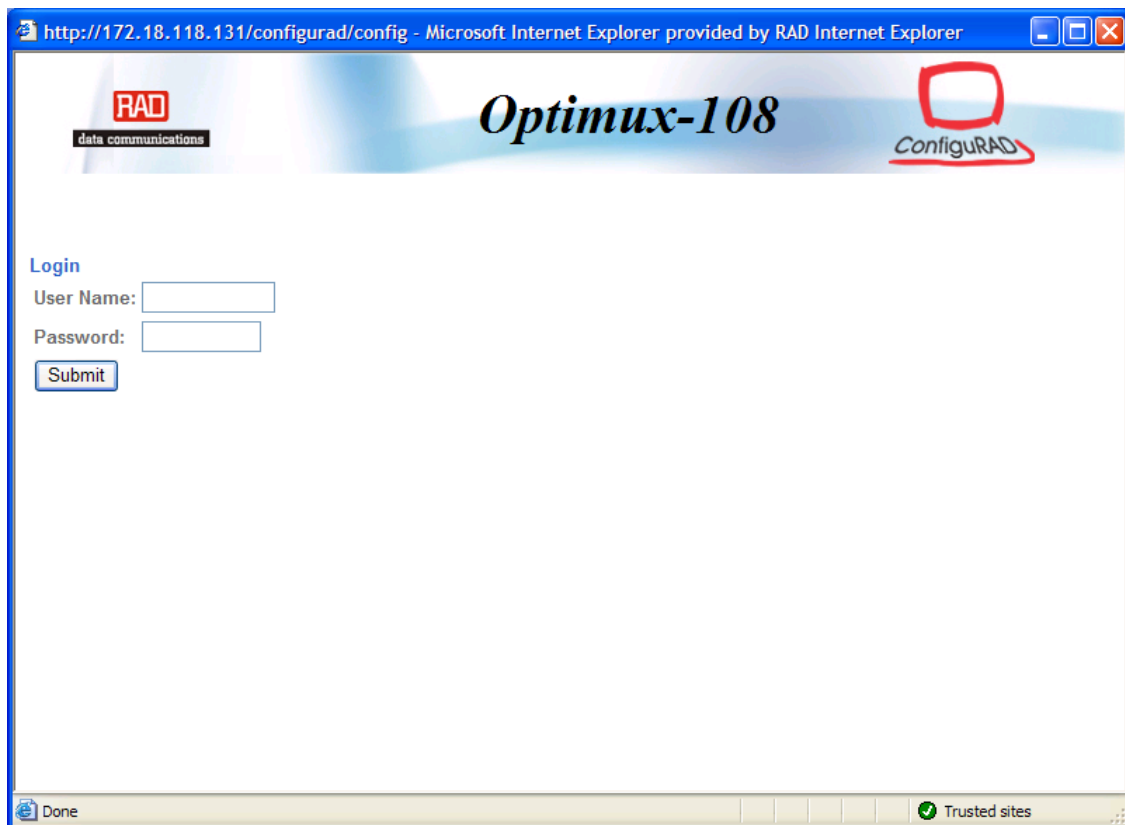 http://172.18.118.131/configurad/config - Microsoft Internet Explorer provided by RAD Internet Explorer
RAD
data communications
Optimux-108
ConfiguRAD
Login
User Name:
Password:
Submit
Done
Trusted sites